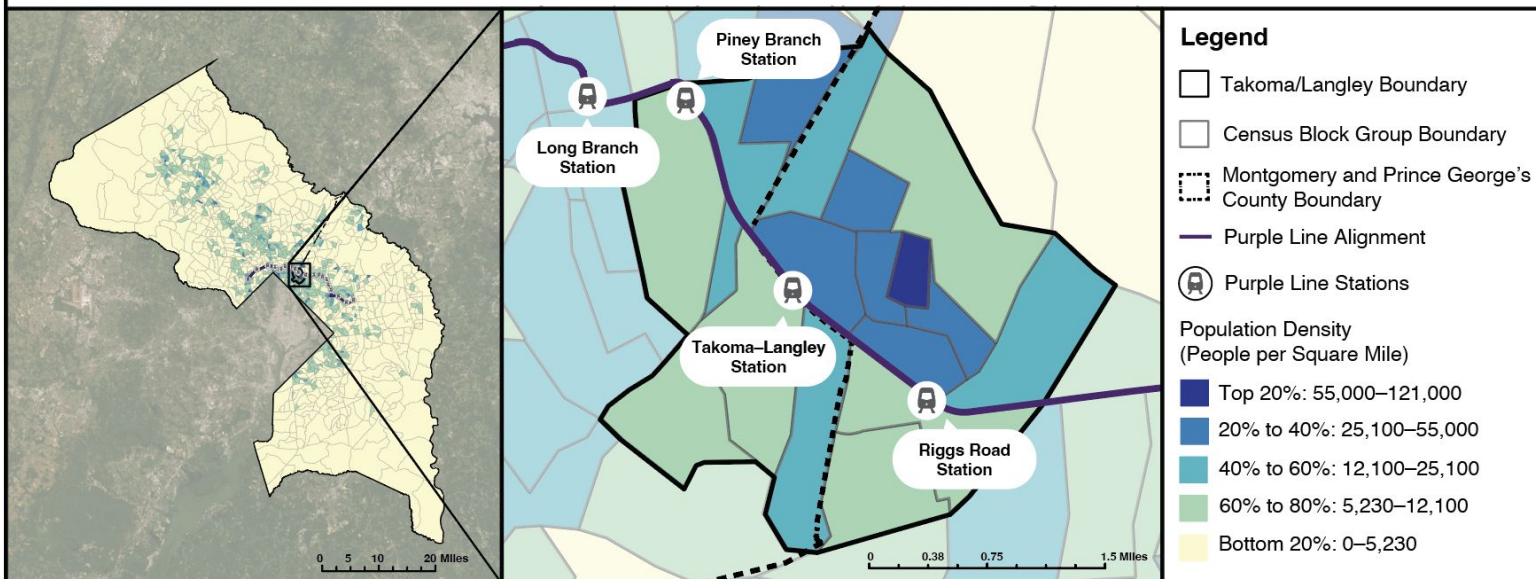 0 5 10 20 Miles
Piney Branch
Station
Long Branch
Station
Takoma–Langley
Station
Riggs Road
Station
0 0.38 0.75 1.5 Miles
Legend
Takoma/Langley Boundary
Census Block Group Boundary
Montgomery and Prince George's
County Boundary
Purple Line Alignment
Purple Line Stations
Population Density
(People per Square Mile)
Top 20%: 55,000–121,000
20% to 40%: 25,100–55,000
40% to 60%: 12,100–25,100
60% to 80%: 5,230–12,100
Bottom 20%: 0–5,230